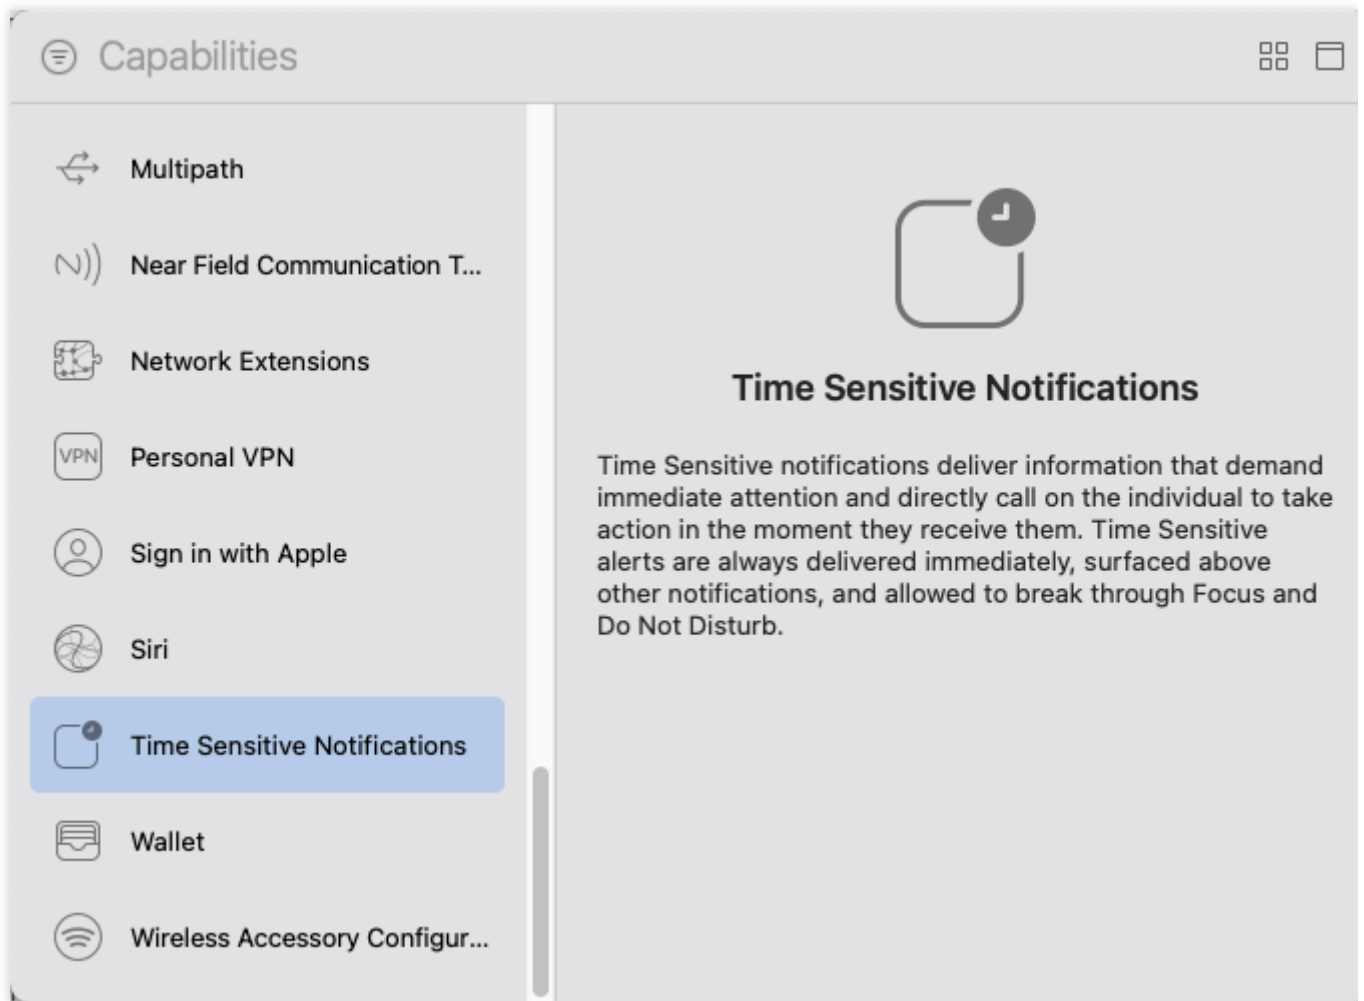 Capabilities
Multipath
Near Field Communication T...
Network Extensions
VPN
Personal VPN
Sign in with Apple
Siri
Time Sensitive Notifications
Wallet
Wireless Accessory Configur...
Time Sensitive Notifications
Time Sensitive notifications deliver information that demand
immediate attention and directly call on the individual to take
action in the moment they receive them. Time Sensitive
alerts are always delivered immediately, surfaced above
other notifications, and allowed to break through Focus and
Do Not Disturb.